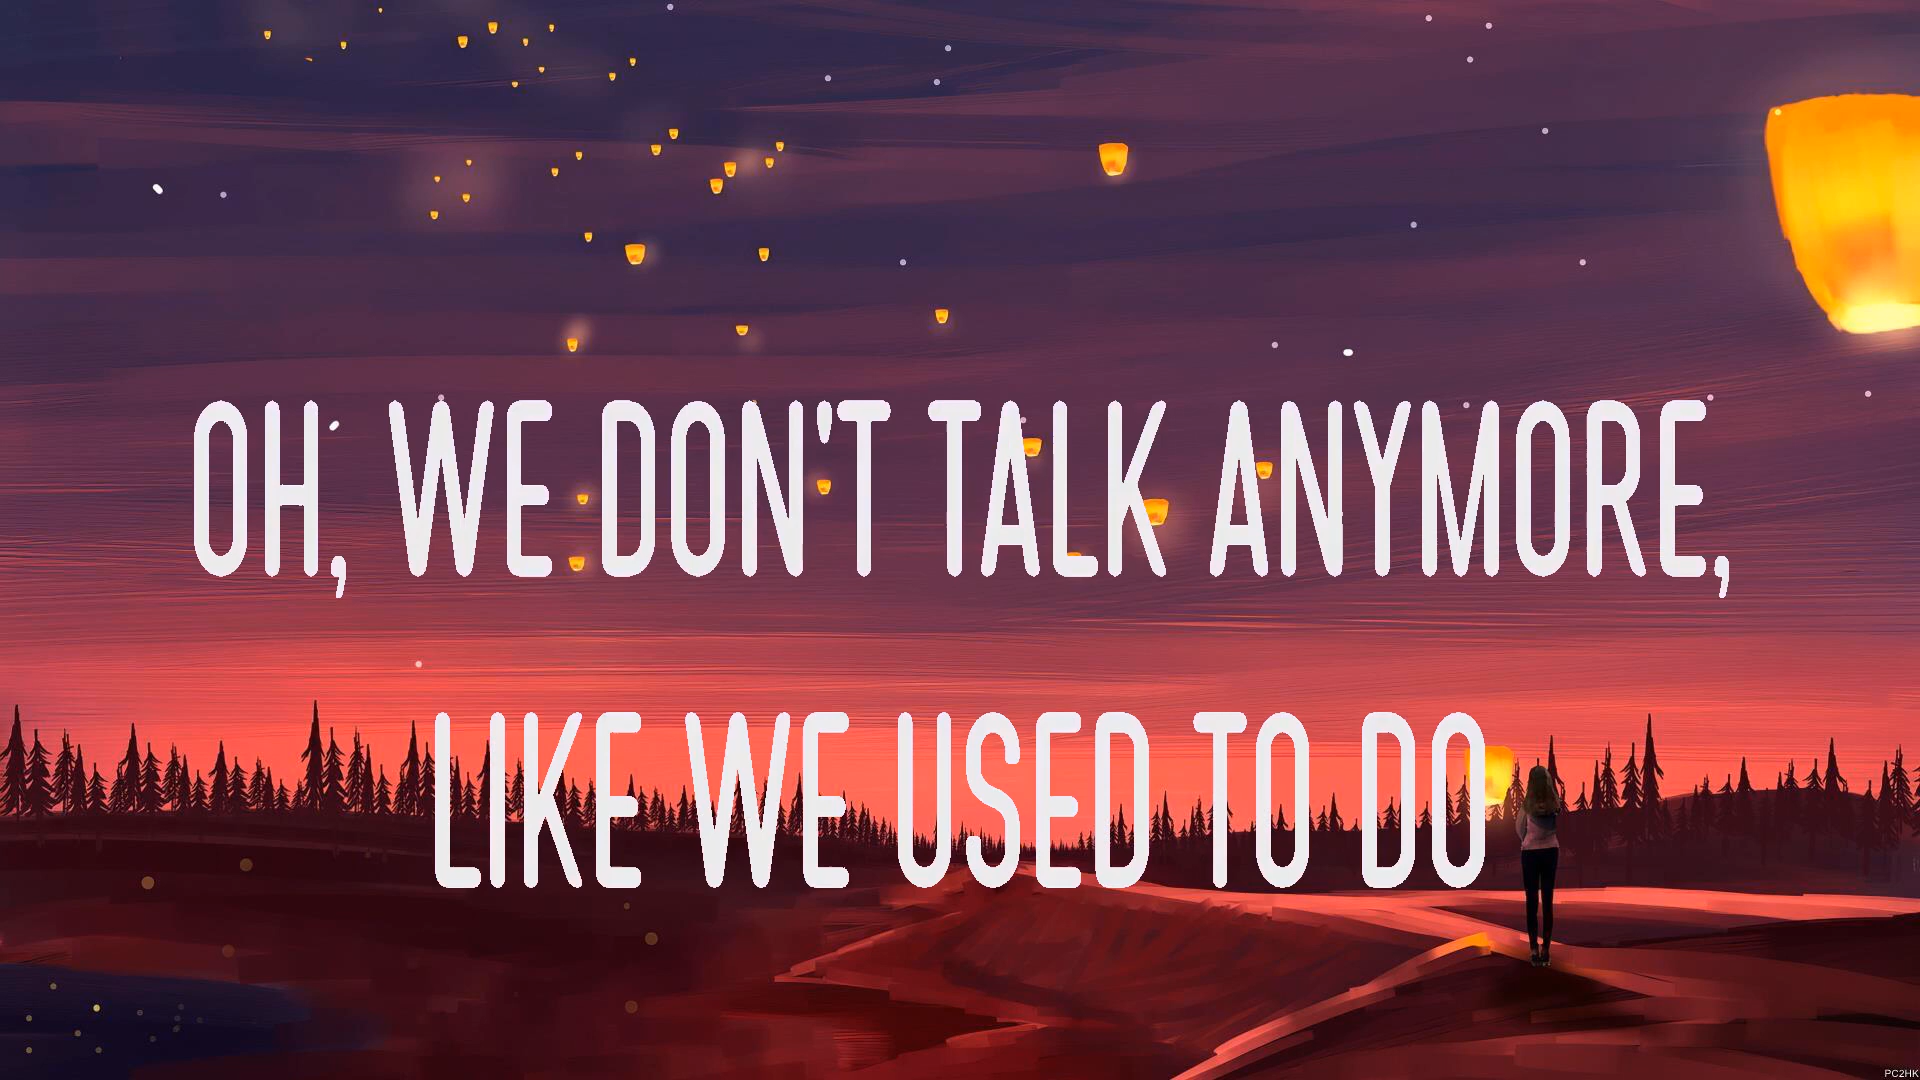 OH, WE DON'T TALK ANYMORE,
LIKE WE USED TO DO
PC2HK